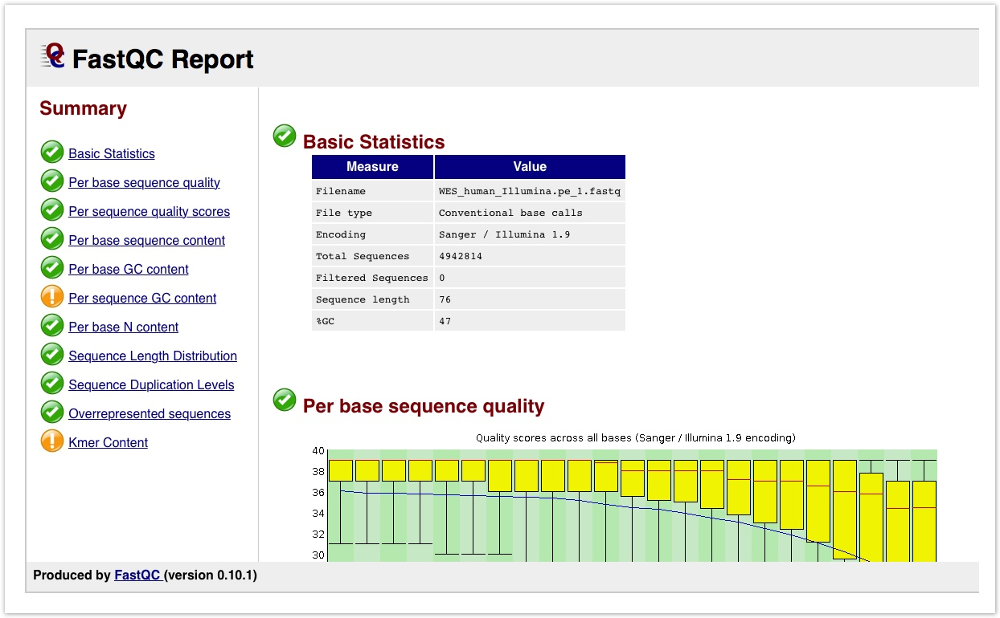 FastQC Report
Summary
Basic Statistics
Per base sequence quality
Per sequence quality scores
Per base sequence content
Per base GC content
Per sequence GC content
Per base N content
Sequence Length Distribution
Sequence Duplication Levels
Overrepresented sequences
Kmer Content
Basic Statistics
Measure Value
Filename WES_human_Illumina.pe_1.fastq
File type Conventional base calls
Encoding Sanger / Illumina 1.9
Total Sequences 4942814
Filtered Sequences 0
Sequence length 76
%GC 47
Per base sequence quality
Quality scores across all bases (Sanger / Illumina 1.9 encoding)
40
38
36
34
32
30
Produced by FastQC (version 0.10.1)